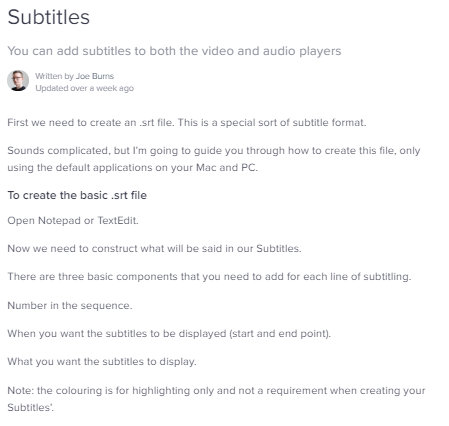 Subtitles
You can add subtitles to both the video and audio players
Written by Joe Burns
Updated over a week ago
First we need to create an .srt file. This is a special sort of subtitle format.
Sounds complicated, but I'm going to guide you through how to create this file, only
using the default applications on your Mac and PC.
To create the basic .srt file
Open Notepad or TextEdit.
Now we need to construct what will be said in our Subtitles.
There are three basic components that you need to add for each line of subtitling.
Number in the sequence.
When you want the subtitles to be displayed (start and end point).
What you want the subtitles to display.
Note: the colouring is for highlighting only and not a requirement when creating your
Subtitles'.